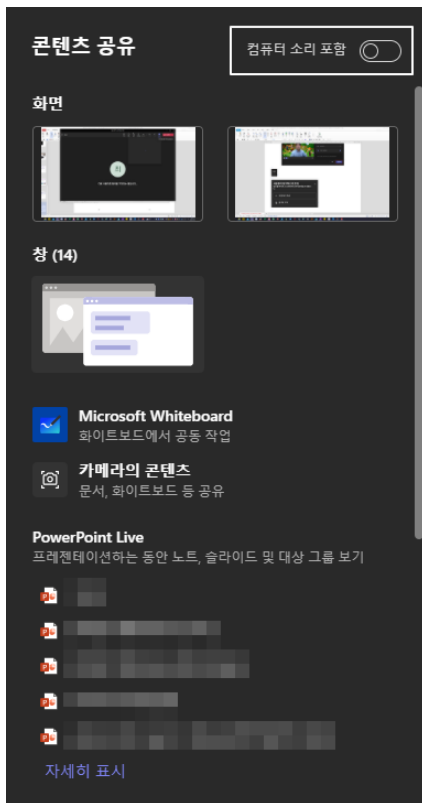 콘텐츠 공유
컴퓨터 소리 포함
화면
창 (14)
Microsoft Whiteboard
화이트보드에서 공동 작업
카메라의 콘텐츠
문서, 화이트보드 등 공유
PowerPoint Live
프레젠테이션하는 동안 노트, 슬라이드 및 대상 그룹 보기
자세히 표시